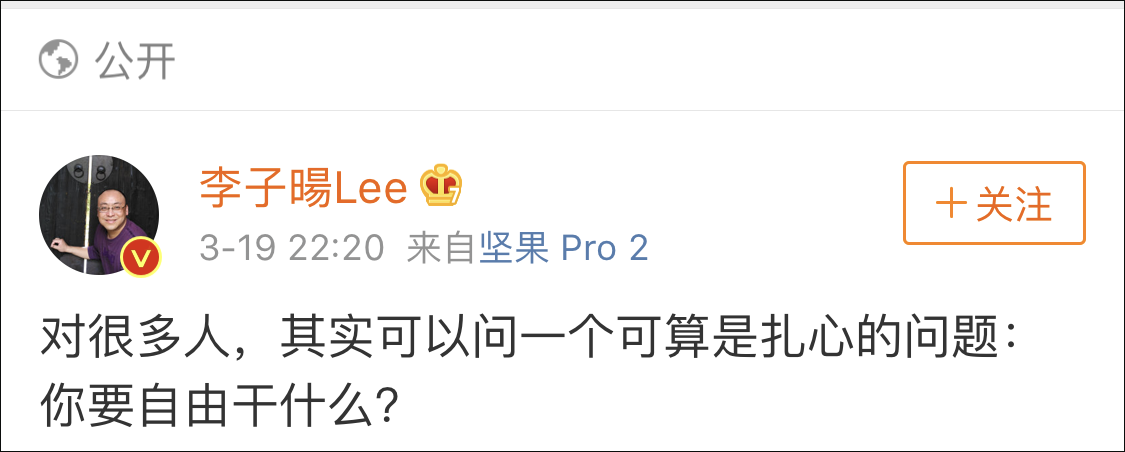 公开
李子暘Lee
3-19 22:20 来自坚果 Pro 2
+关注
对很多人，其实可以问一个可算是扎心的问题：
你要自由干什么？